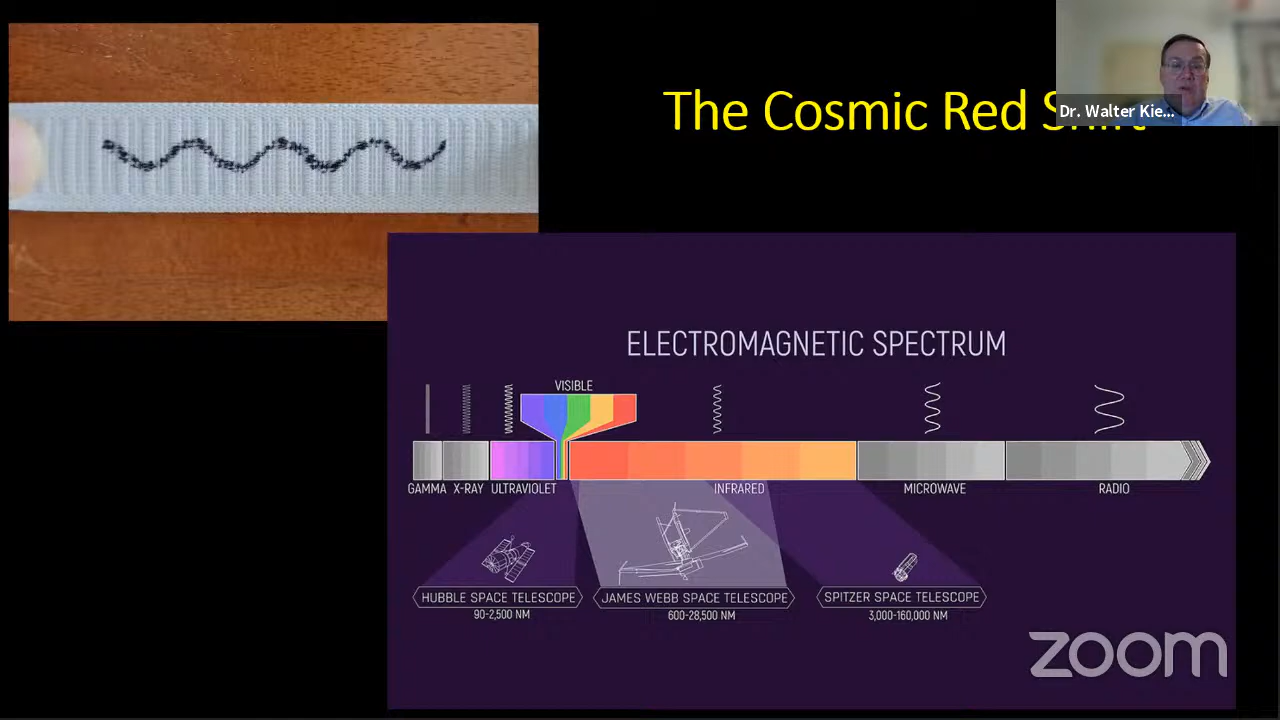 The Cosmic Red
Dr. Walter Kie...
ELECTROMAGNETIC SPECTRUM
VISIBLE
GAMMA X-RAY ULTRAVIOLET INFRARED MICROWAVE RADIO
HUBBLE SPACE TELESCOPE JAMES WEBB SPACE TELESCOPE SPITZER SPACE TELESCOPE
90-2,500 NM 600-28,500 NM 3,000-160,000 NM
zoom